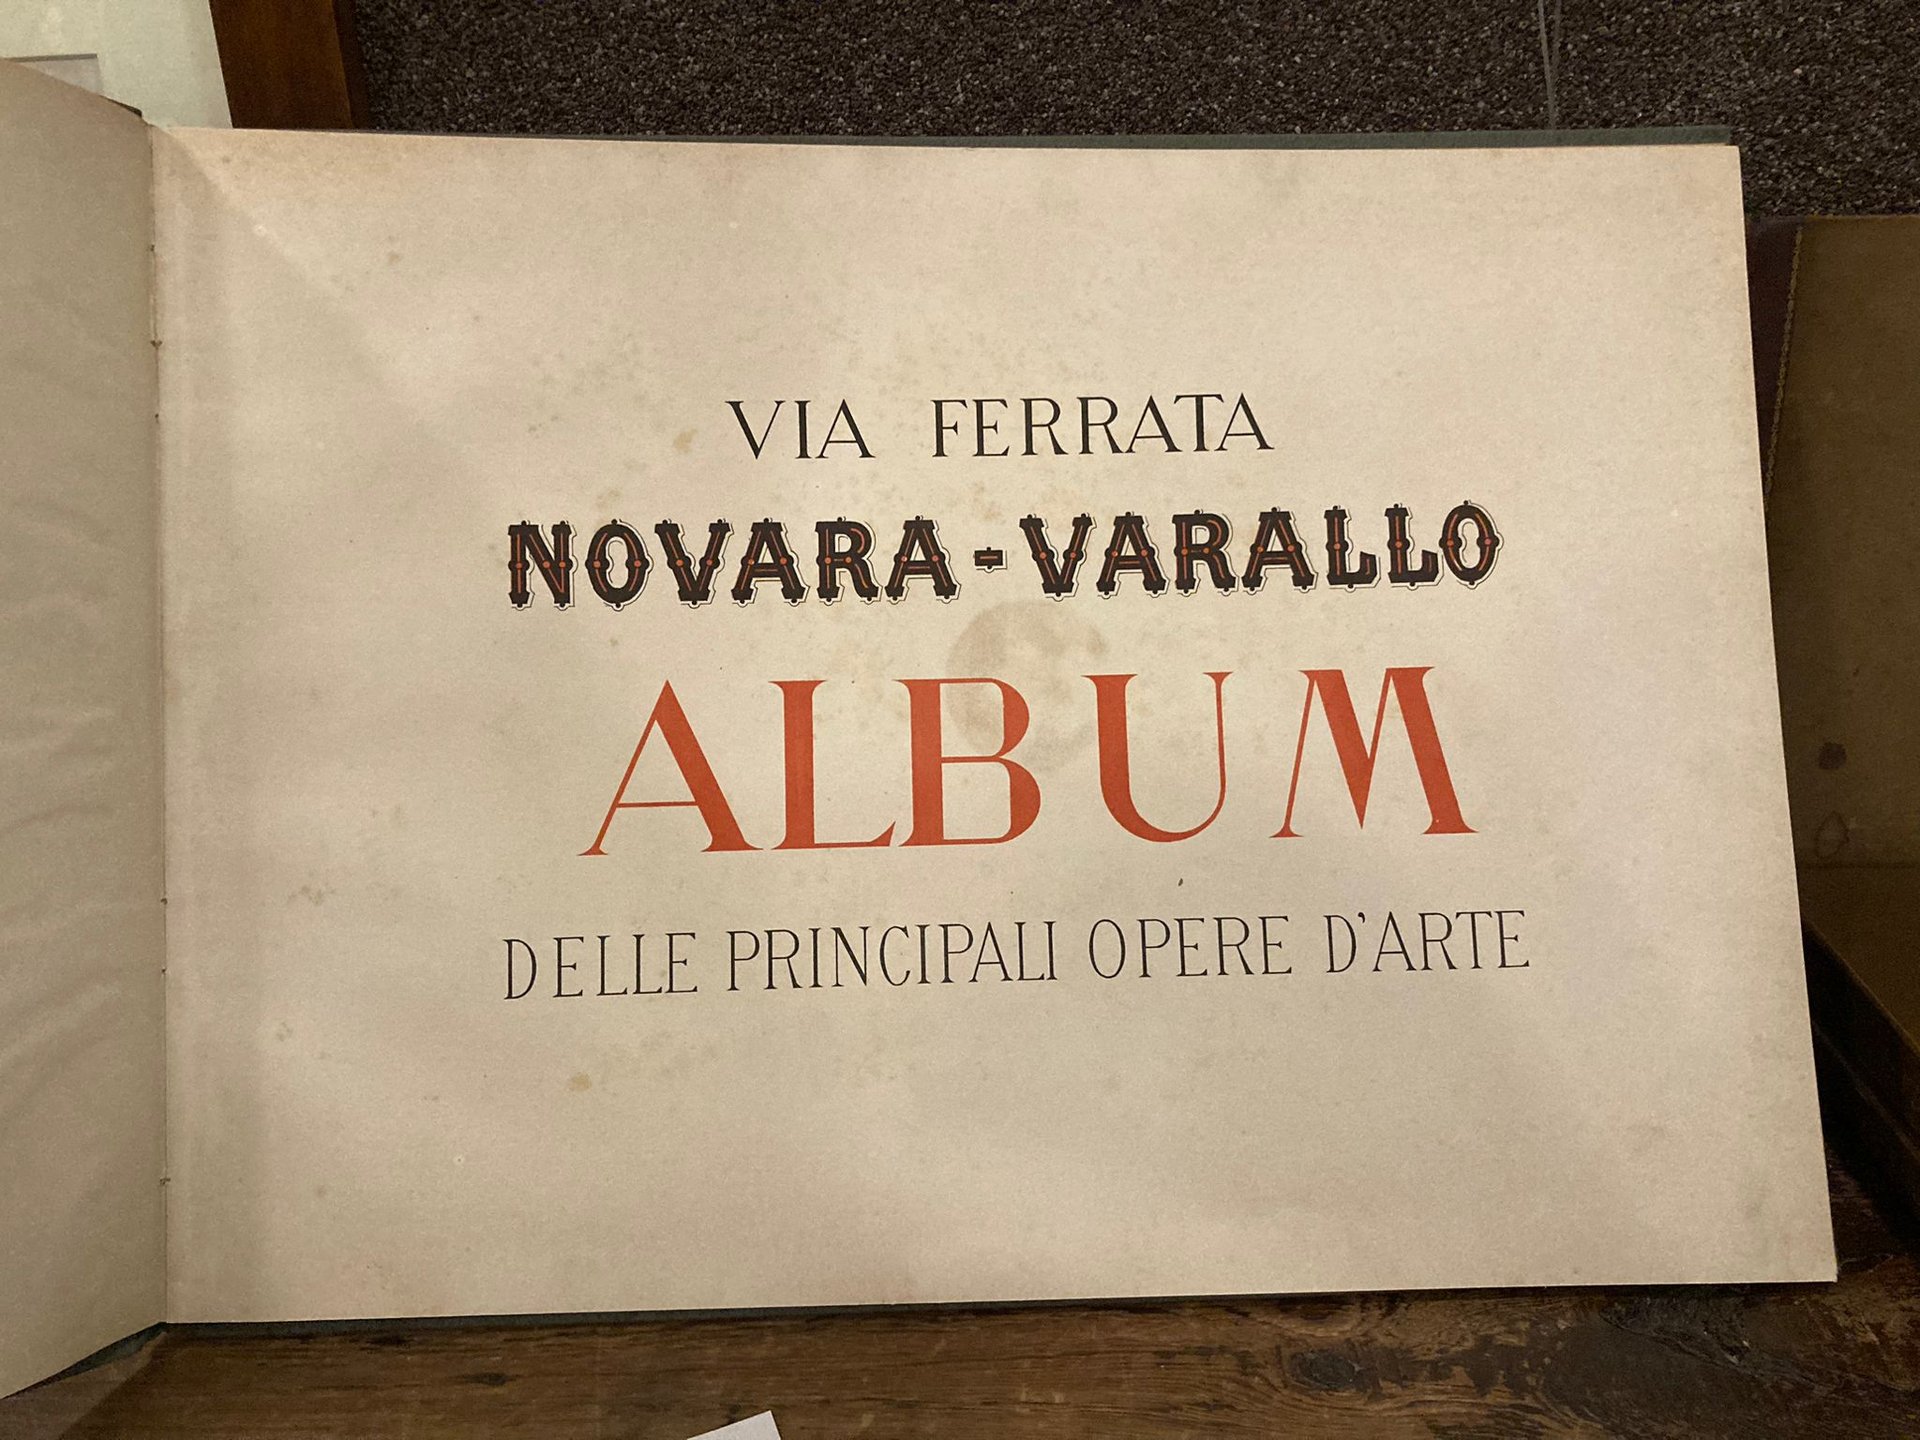 VIA FERRATA
NOVARA-VARALLO
ALBUM
DELLE PRINCIPALI OPERE D'ARTE